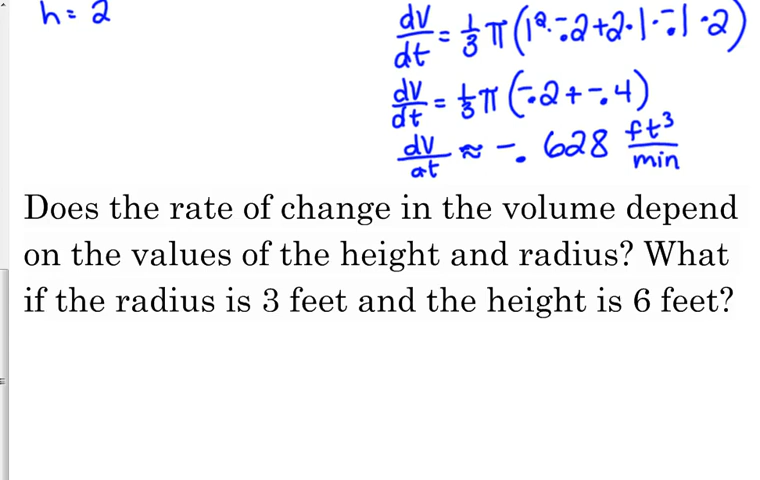 h = 2
dV/dt = 1/3 π (1². -.2 + 2·1·-.1·2)
dV/dt = 1/3 π (-.2 + -.4)
dV/dt ≈ -.628 ft³/min
Does the rate of change in the volume depend
on the values of the height and radius? What
if the radius is 3 feet and the height is 6 feet?